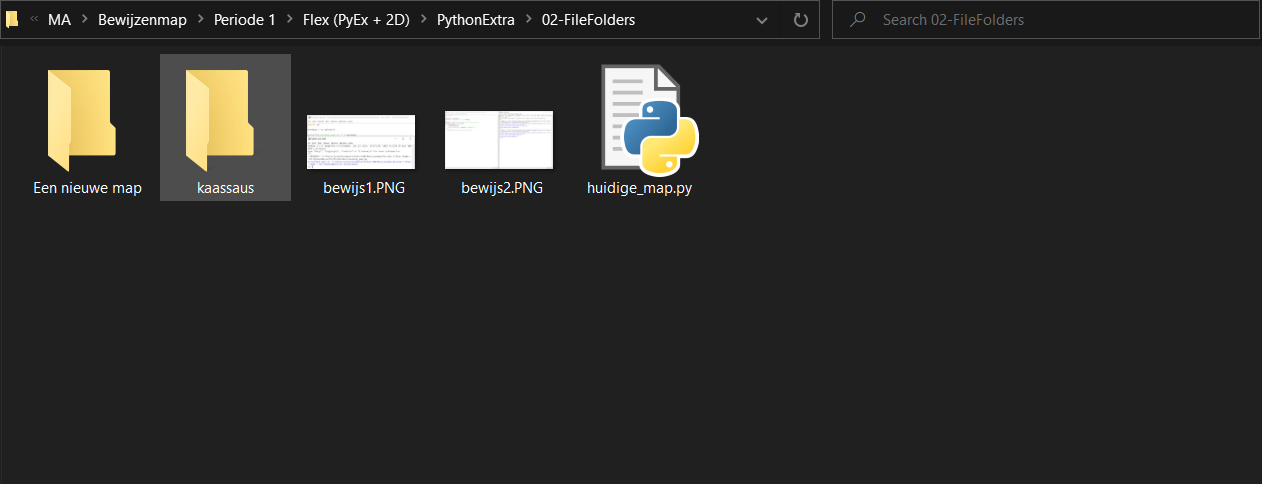 MA Bewijzenmap Periode 1 Flex (PyEx + 2D) PythonExtra 02-FileFolders
Search 02-FileFolders
Een nieuwe map
kaassaus
bewijs1.PNG
bewijs2.PNG
huidige_map.py